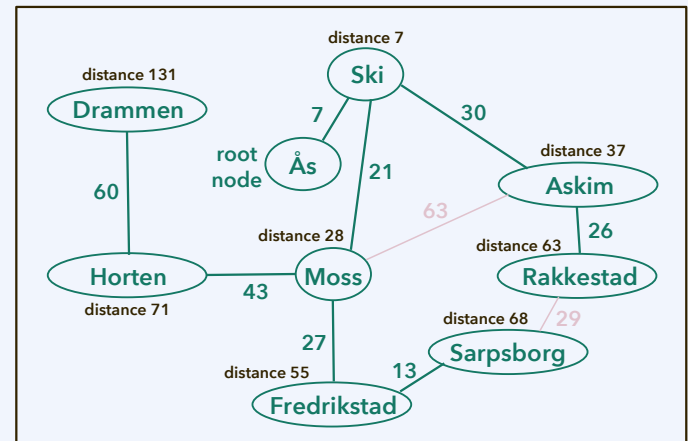 distance 7
Ski
distance 131
Drammen
7
30
root
node
Ås
distance 37
Askim
21
60
63
26
distance 28
distance 63
Horten
Moss
Rakkestad
43
distance 71
distance 68
29
27
Sarpsborg
distance 55
13
Fredrikstad